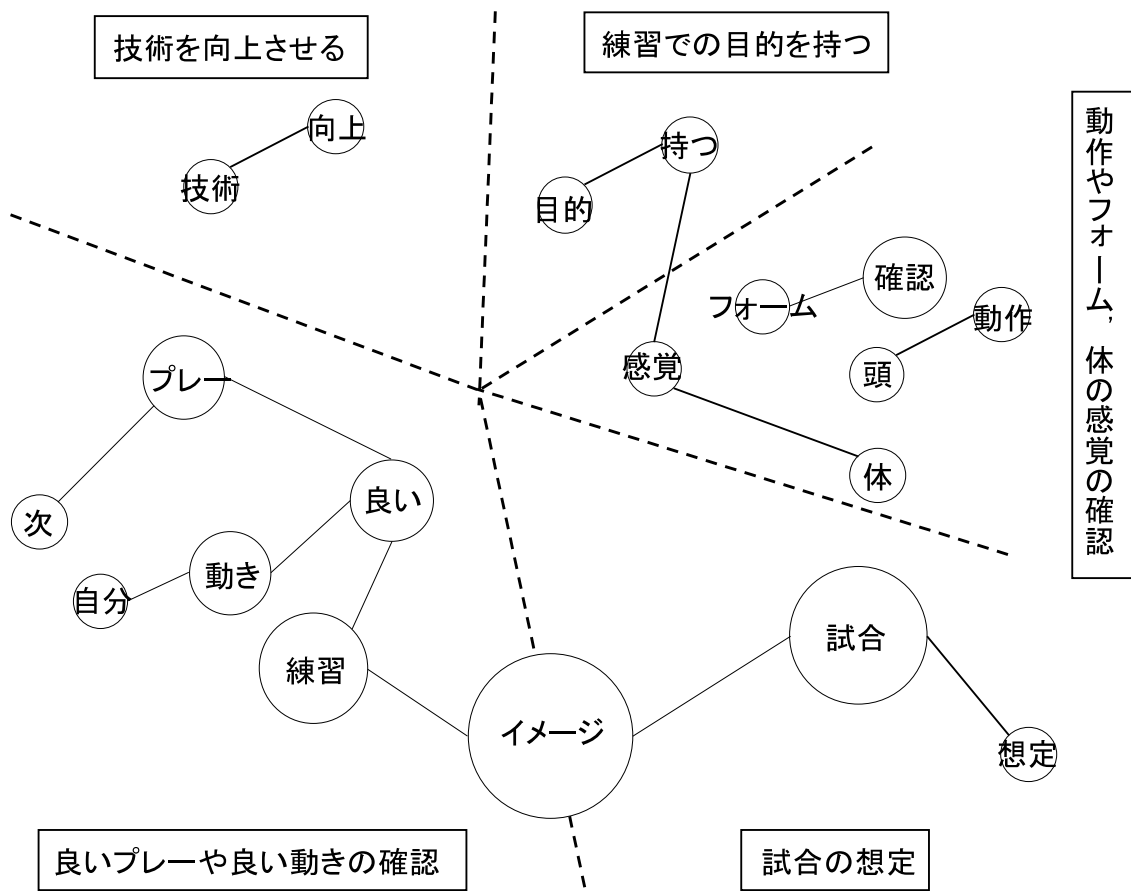 技術を向上させる
練習での目的を持つ
向上
技術
持つ
目的
動作やフォーム，体の感覚の確認
確認
フォーム
動作
頭
感覚
体
プレー
良い
次
動き
自分
練習
イメージ
試合
想定
良いプレーや良い動きの確認
試合の想定